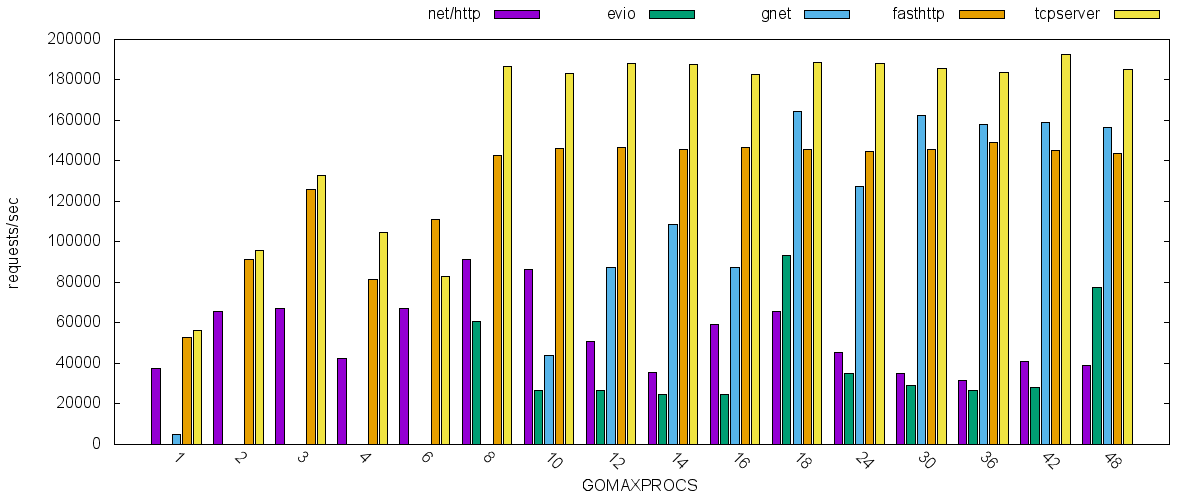 net/http evio gnet fasthttp tcpserver
200000
180000
160000
140000
120000
100000
80000
60000
40000
20000
0
requests/sec
1 2 3 4 6 8 10 12 14 16 18 24 30 36 42 48
GOMAXPROCS